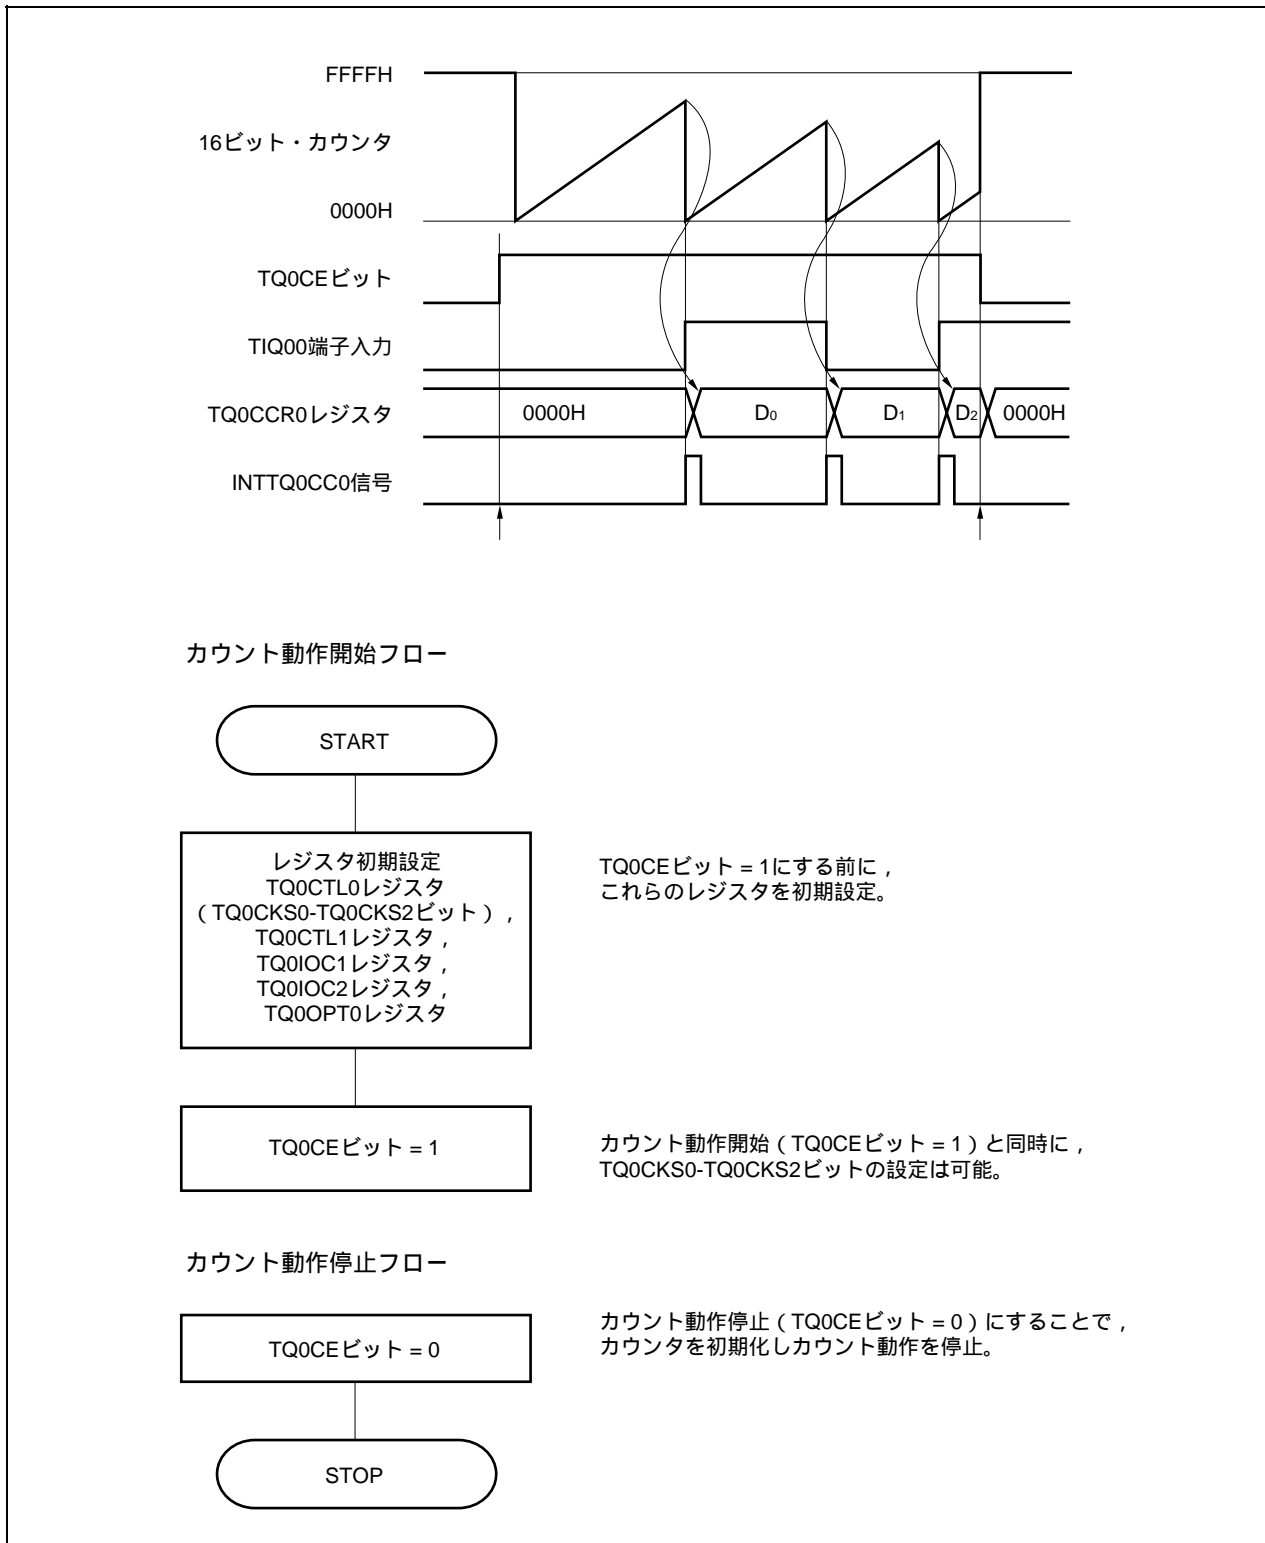 FFFFH
16ビット・カウンタ
0000H
TQ0CEビット
TIQ00端子入力
TQ0CCR0レジスタ
0000H
D0
D1
D2
0000H
INTTQ0CC0信号
カウント動作開始フロー
START
レジスタ初期設定
TQ0CTL0レジスタ
（TQ0CKS0-TQ0CKS2ビット），
TQ0CTL1レジスタ，
TQ0IOC1レジスタ，
TQ0IOC2レジスタ，
TQ0OPT0レジスタ
TQ0CEビット = 1にする前に，
これらのレジスタを初期設定。
TQ0CEビット = 1
カウント動作開始（TQ0CEビット = 1）と同時に，
TQ0CKS0-TQ0CKS2ビットの設定は可能。
カウント動作停止フロー
TQ0CEビット = 0
カウント動作停止（TQ0CEビット = 0）にすることで，
カウンタを初期化しカウント動作を停止。
STOP